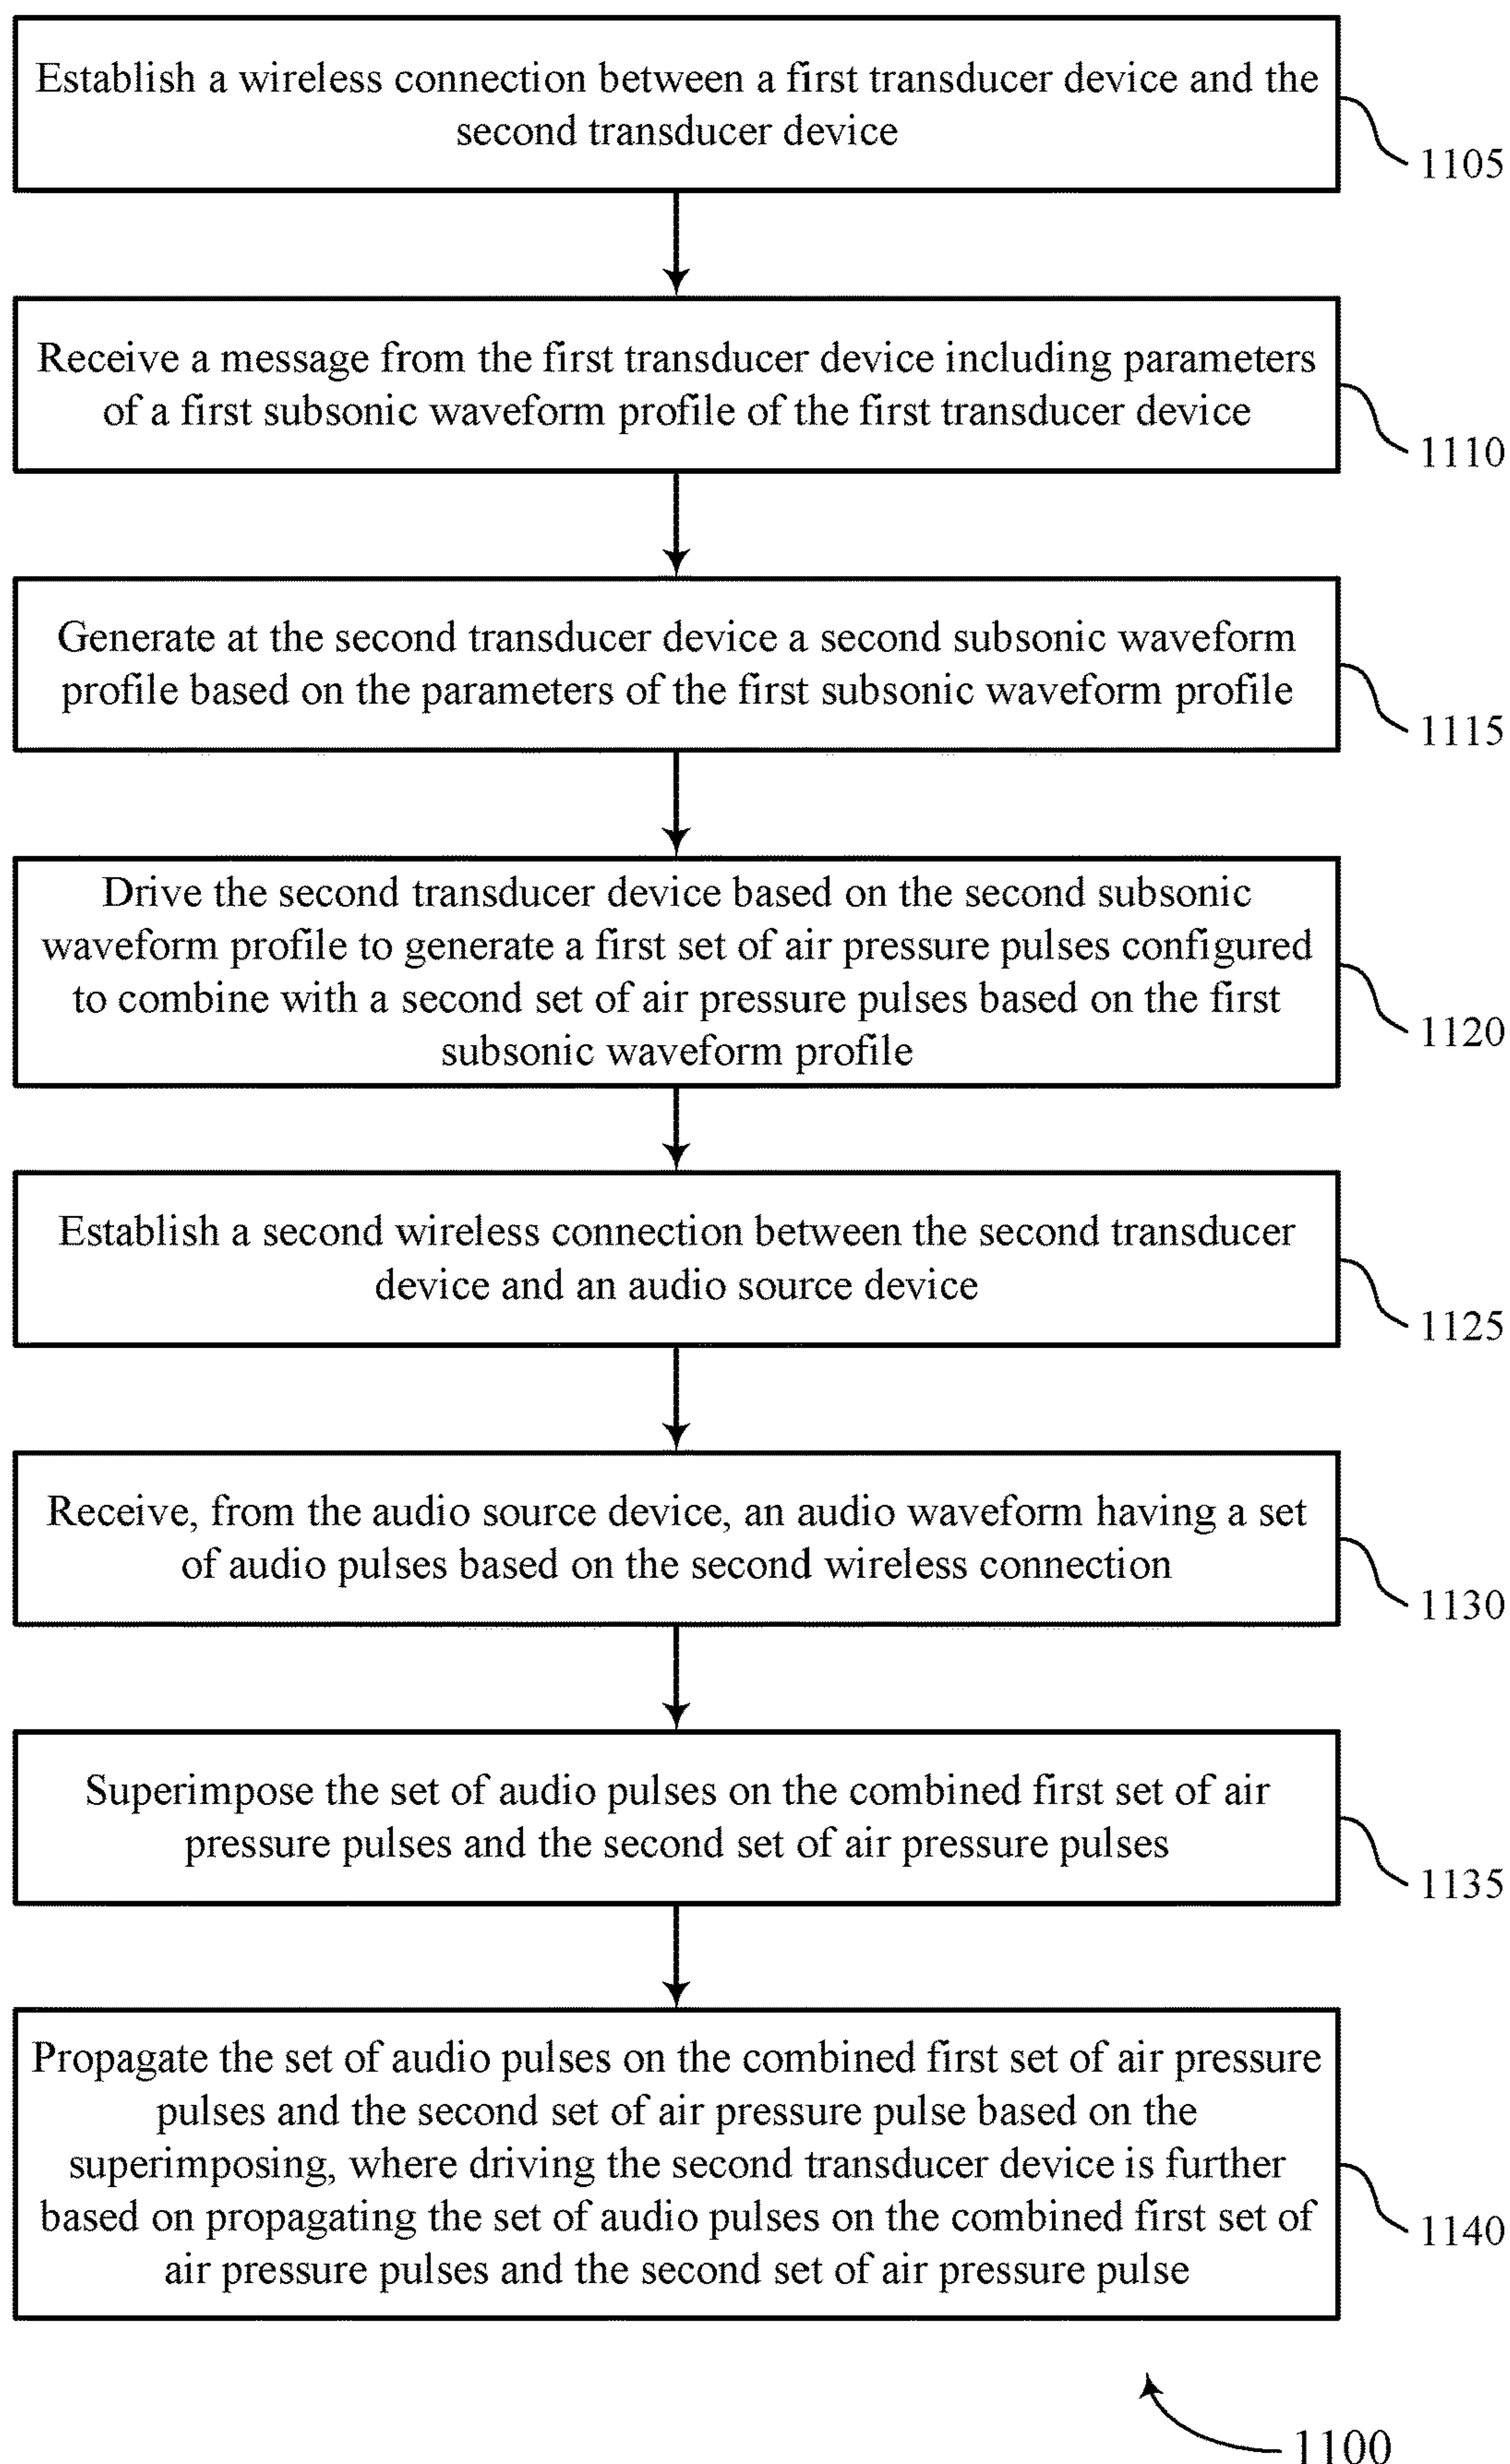 Establish a wireless connection between a first transducer device and the
second transducer device
1105
Receive a message from the first transducer device including parameters
of a first subsonic waveform profile of the first transducer device
1110
Generate at the second transducer device a second subsonic waveform
profile based on the parameters of the first subsonic waveform profile
1115
Drive the second transducer device based on the second subsonic
waveform profile to generate a first set of air pressure pulses configured
to combine with a second set of air pressure pulses based on the first
subsonic waveform profile
1120
Establish a second wireless connection between the second transducer
device and an audio source device
1125
Receive, from the audio source device, an audio waveform having a set
of audio pulses based on the second wireless connection
1130
Superimpose the set of audio pulses on the combined first set of air
pressure pulses and the second set of air pressure pulses
1135
Propagate the set of audio pulses on the combined first set of air pressure
pulses and the second set of air pressure pulse based on the
superimposing, where driving the second transducer device is further
based on propagating the set of audio pulses on the combined first set of
air pressure pulses and the second set of air pressure pulse
1140
1100